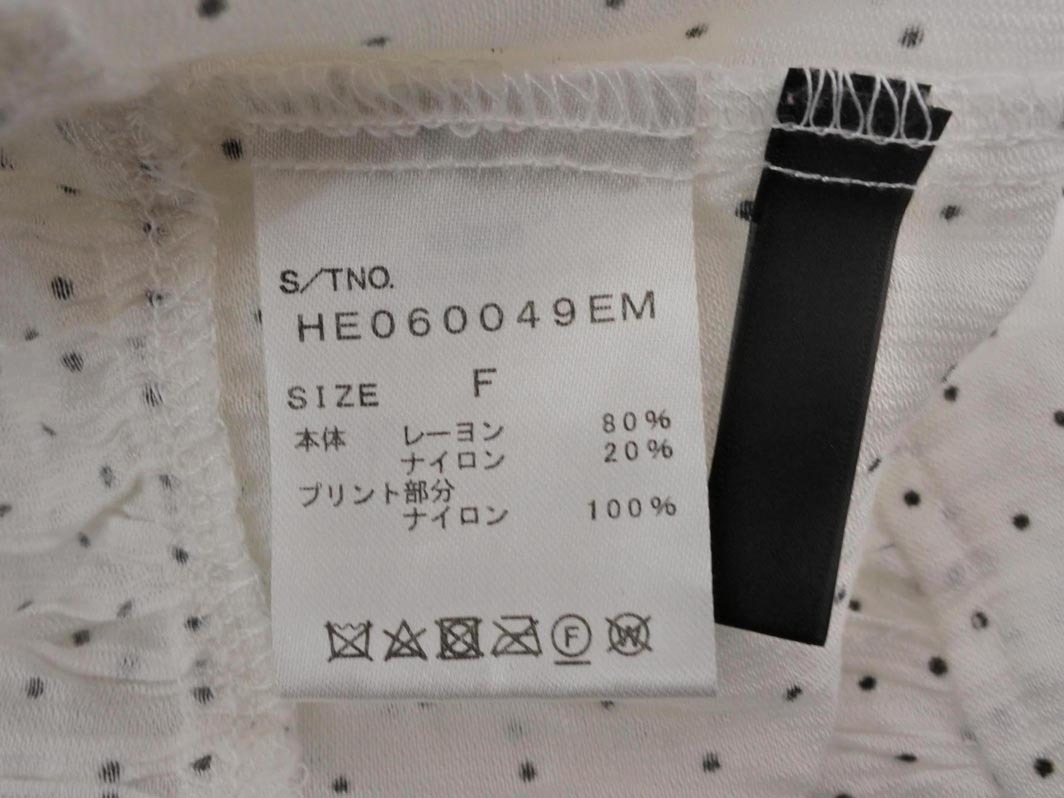 S/TNO.
HE060049EM
SIZE F
本体 レーヨン 80%
ナイロン 20%
プリント部分
ナイロン 100%
F W